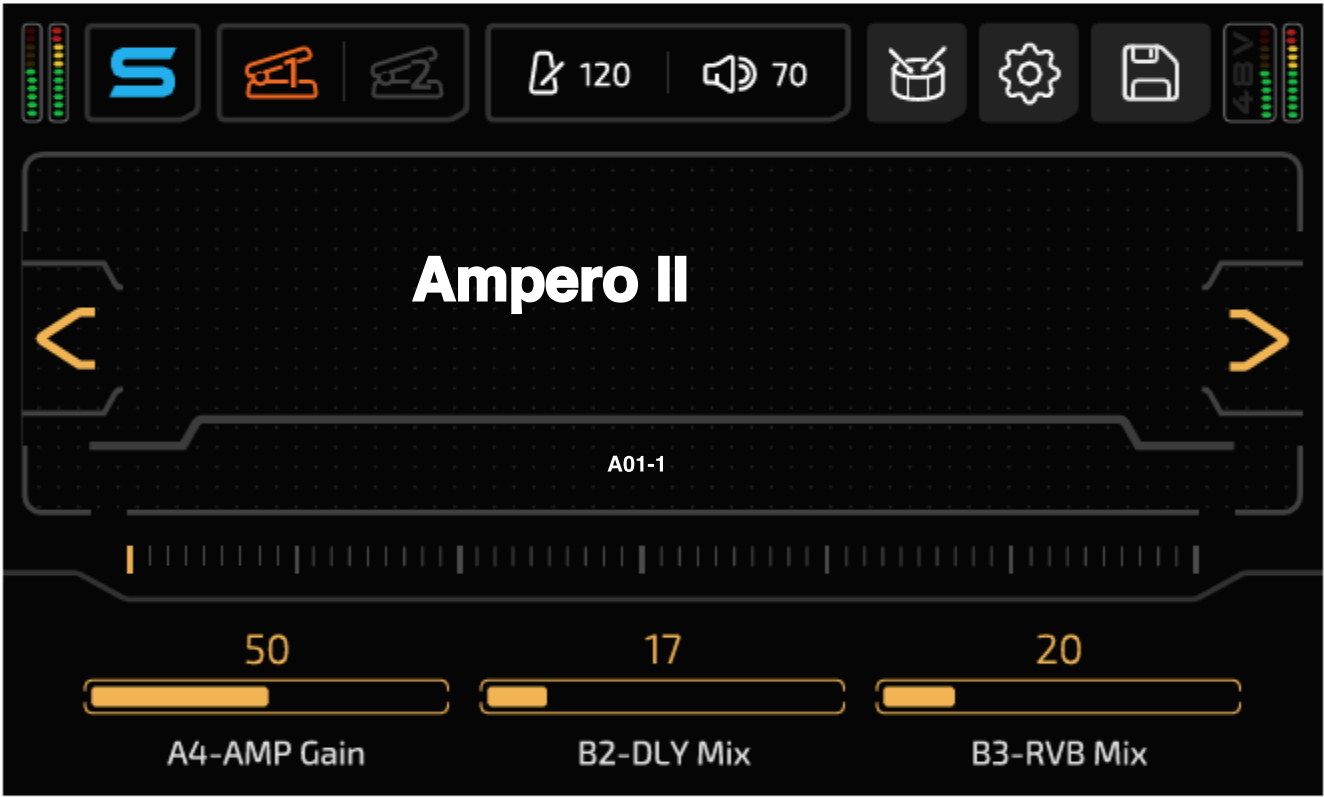 S
1
2
120
70
48V
Ampero II
A01-1
50
17
20
A4-AMP Gain
B2-DLY Mix
B3-RVB Mix